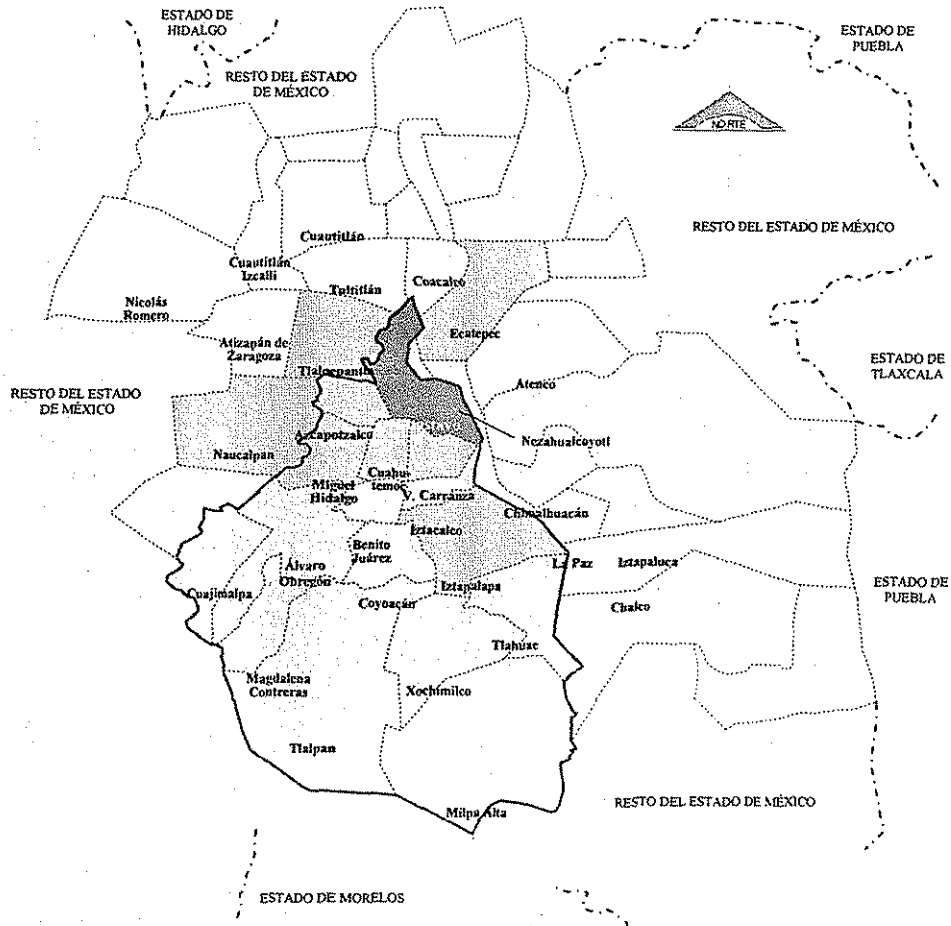 ESTADO DE
HIDALGO
ESTADO DE
PUEBLA
RESTO DEL ESTADO
DE MÉXICO
NORTE
RESTO DEL ESTADO DE MÉXICO
Cuautitlán
Cuautitlán
Izcalli
Coacalco
Tultitlán
Nicolás
Romero
Ecatepec
Atizapán de
Zaragoza
ESTADO DE
TLAXCALA
Tlalnepantla
Atenco
RESTO DEL ESTADO
DE MÉXICO
Azcapotzalco
Nezahualcoyotl
Naucalpan
Cuahu-
temoc
Miguel
Hidalgo
V. Carranza
Chimalhuacán
Iztacalco
Benito
Juárez
La Paz
Iztapaluca
Álvaro
Obregón
Iztapalapa
ESTADO DE
PUEBLA
Cuajimalpa
Coyoacán
Chalco
Tlahuac
Magdalena
Contreras
Xochimilco
Tlalpan
RESTO DEL ESTADO DE MÉXICO
Milpa Alta
ESTADO DE MORELOS